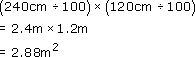 (240cm ÷ 100) × (120cm ÷ 100)
= 2.4m × 1.2m
= 2.88m²